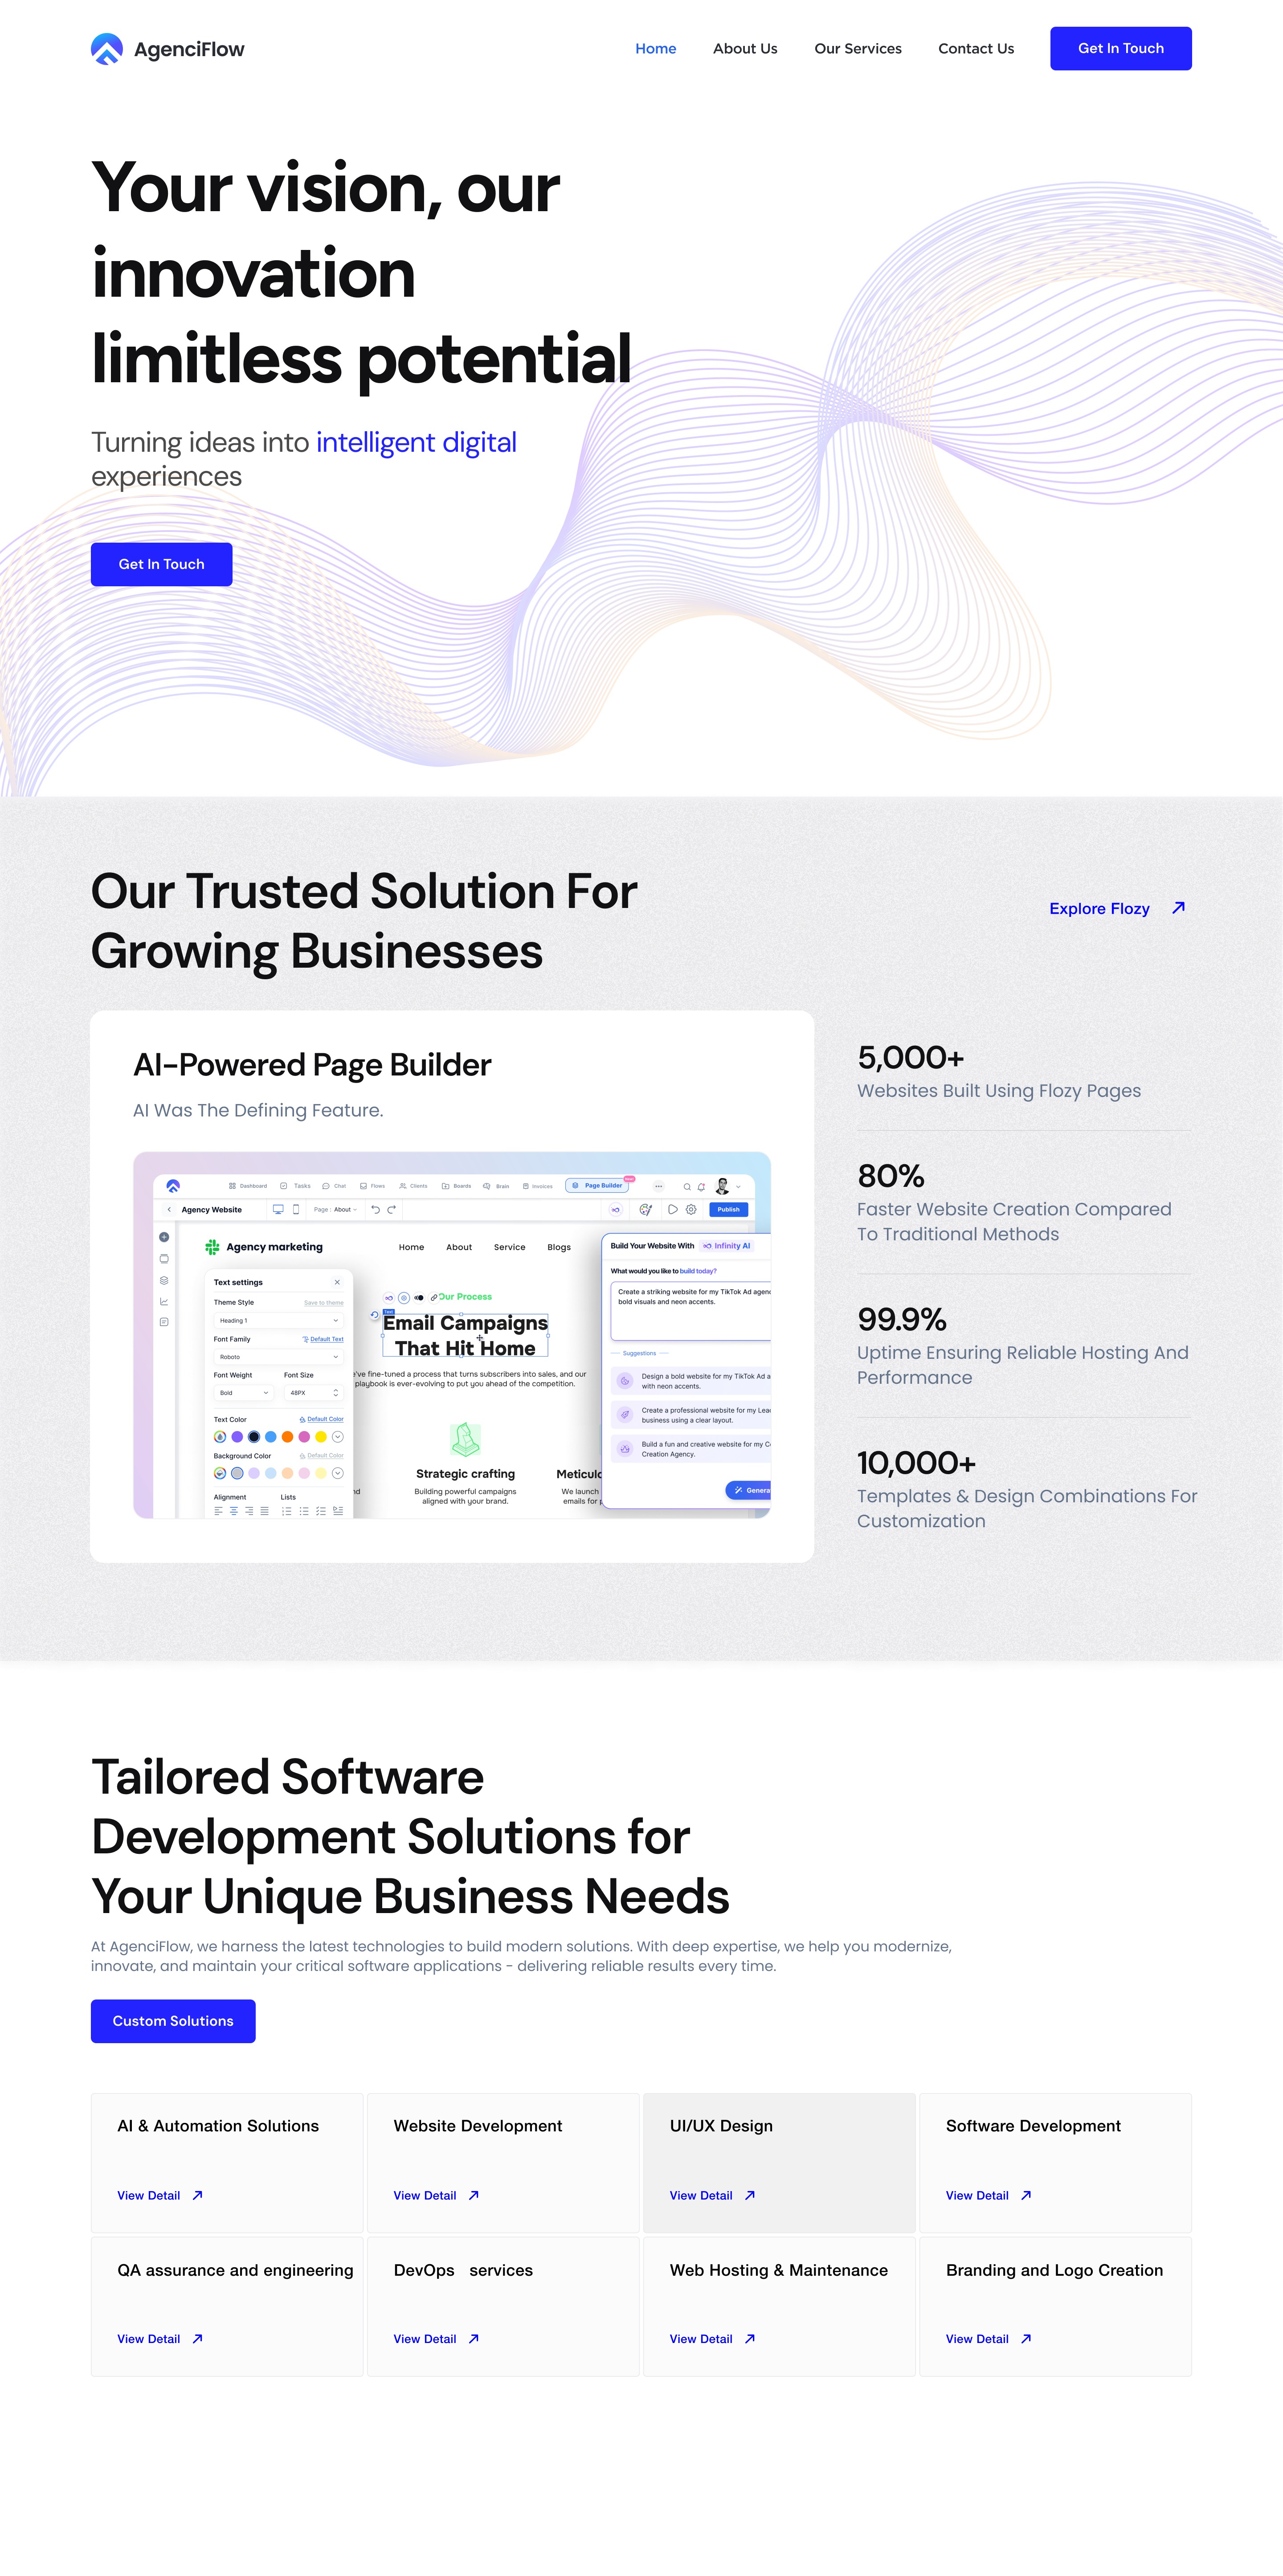 AgenciFlow
Home
About Us
Our Services
Contact Us
Get In Touch
Your vision, our
innovation
limitless potential
Turning ideas into intelligent digital
experiences
Get In Touch
Our Trusted Solution For
Growing Businesses
Explore Flozy
AI-Powered Page Builder
AI Was The Defining Feature.
Dashboard
Tasks
Chat
Flows
Clients
Boards
Brain
Invoices
Page Builder
Agency Website
Page : About
Publish
Agency marketing
Home
About
Service
Blogs
Text settings
Theme Style
Save to theme
Heading 1
Font Family
Default Text
Roboto
Font Weight
Font Size
Bold
48PX
Text Color
Default Color
Background Color
Default Color
Alignment
Lists
Our Process
Text
Email Campaigns
That Hit Home
've fine-tuned a process that turns subscribers into sales, and our
playbook is ever-evolving to put you ahead of the competition.
Strategic crafting
Building powerful campaigns
aligned with your brand.
We launch
emails for
Build Your Website With
Infinity AI
What would you like to build today?
Create a striking website for my TikTok Ad
bold visuals and neon accents.
Suggestions
Design a bold website for my TikTok Ad
with neon accents.
Create a professional website for my
business using a clear layout.
Build a fun and creative website for my
Creation Agency.
5,000+
Websites Built Using Flozy Pages
80%
Faster Website Creation Compared
To Traditional Methods
99.9%
Uptime Ensuring Reliable Hosting And
Performance
10,000+
Templates & Design Combinations For
Customization
Tailored Software
Development Solutions for
Your Unique Business Needs
At AgenciFlow, we harness the latest technologies to build modern solutions. With deep expertise, we help you modernize,
innovate, and maintain your critical software applications - delivering reliable results every time.
Custom Solutions
AI & Automation Solutions
View Detail
Website Development
View Detail
UI/UX Design
View Detail
Software Development
View Detail
QA assurance and engineering
View Detail
DevOps services
View Detail
Web Hosting & Maintenance
View Detail
Branding and Logo Creation
View Detail